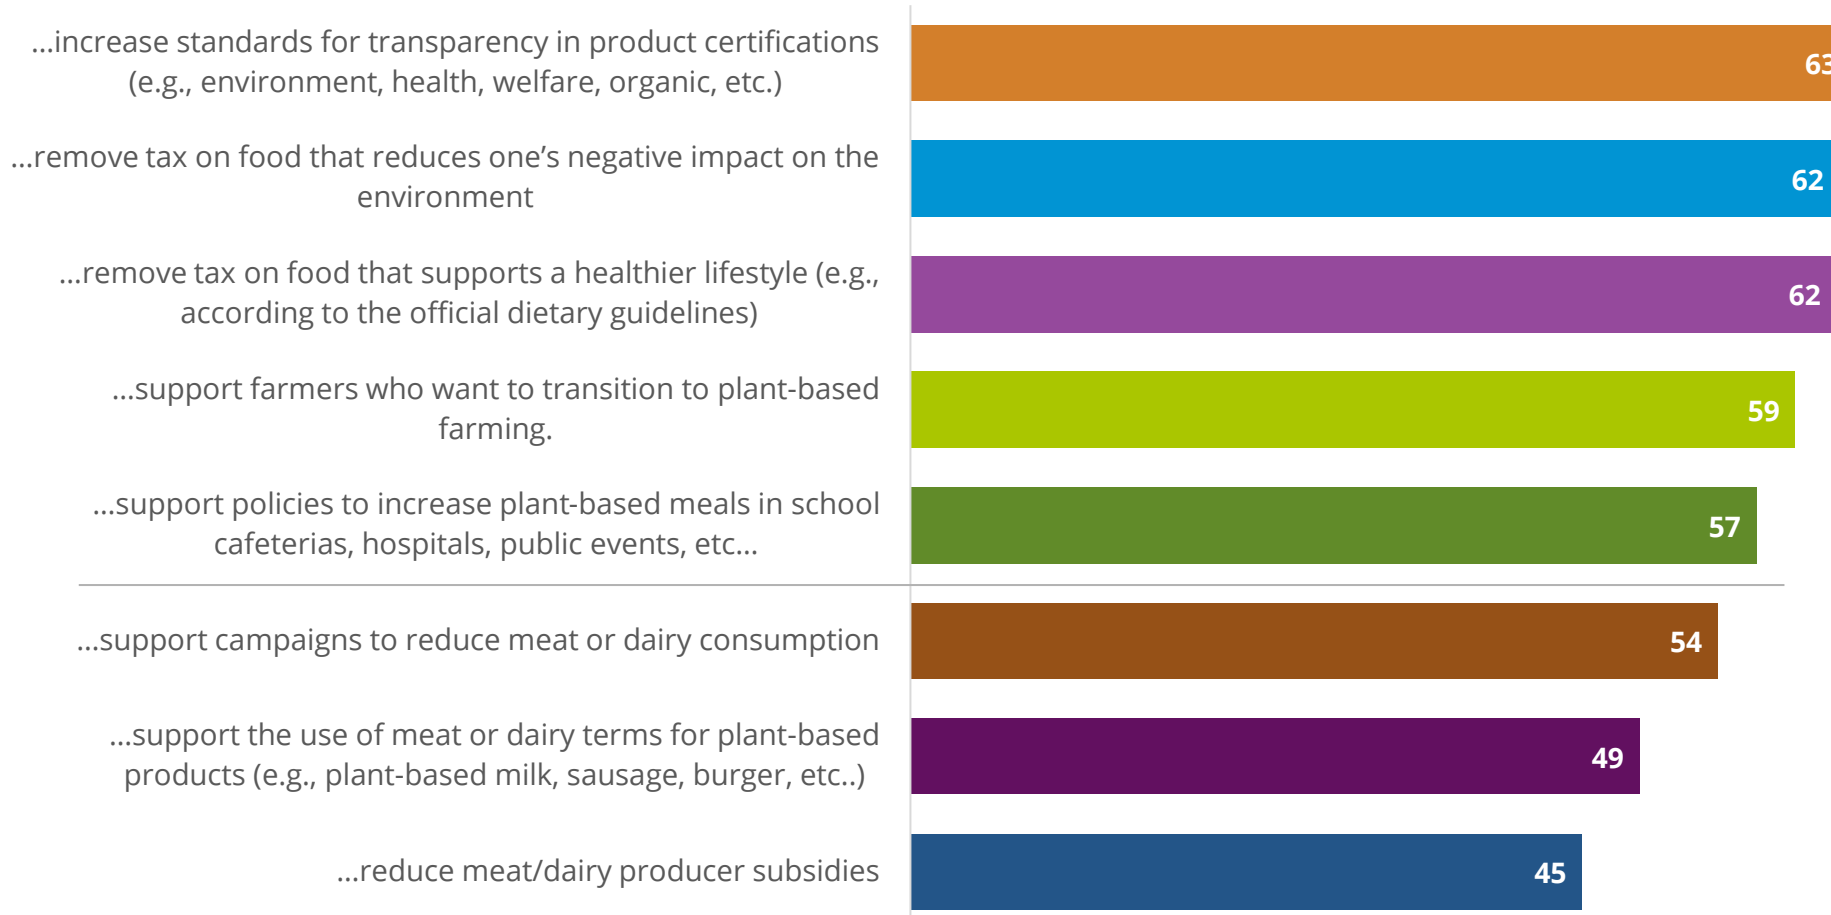 ...increase standards for transparency in product certifications
(e.g., environment, health, welfare, organic, etc.)
63
...remove tax on food that reduces one’s negative impact on the
environment
62
...remove tax on food that supports a healthier lifestyle (e.g.,
according to the official dietary guidelines)
62
...support farmers who want to transition to plant-based
farming.
59
...support policies to increase plant-based meals in school
cafeterias, hospitals, public events, etc...
57
...support campaigns to reduce meat or dairy consumption
54
...support the use of meat or dairy terms for plant-based
products (e.g., plant-based milk, sausage, burger, etc..)
49
...reduce meat/dairy producer subsidies
45